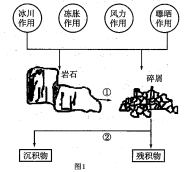 冰川 冻胀 风力 曝晒
作用 作用 作用 作用
岩石 碎屑
①
②
沉积物 残积物
图1